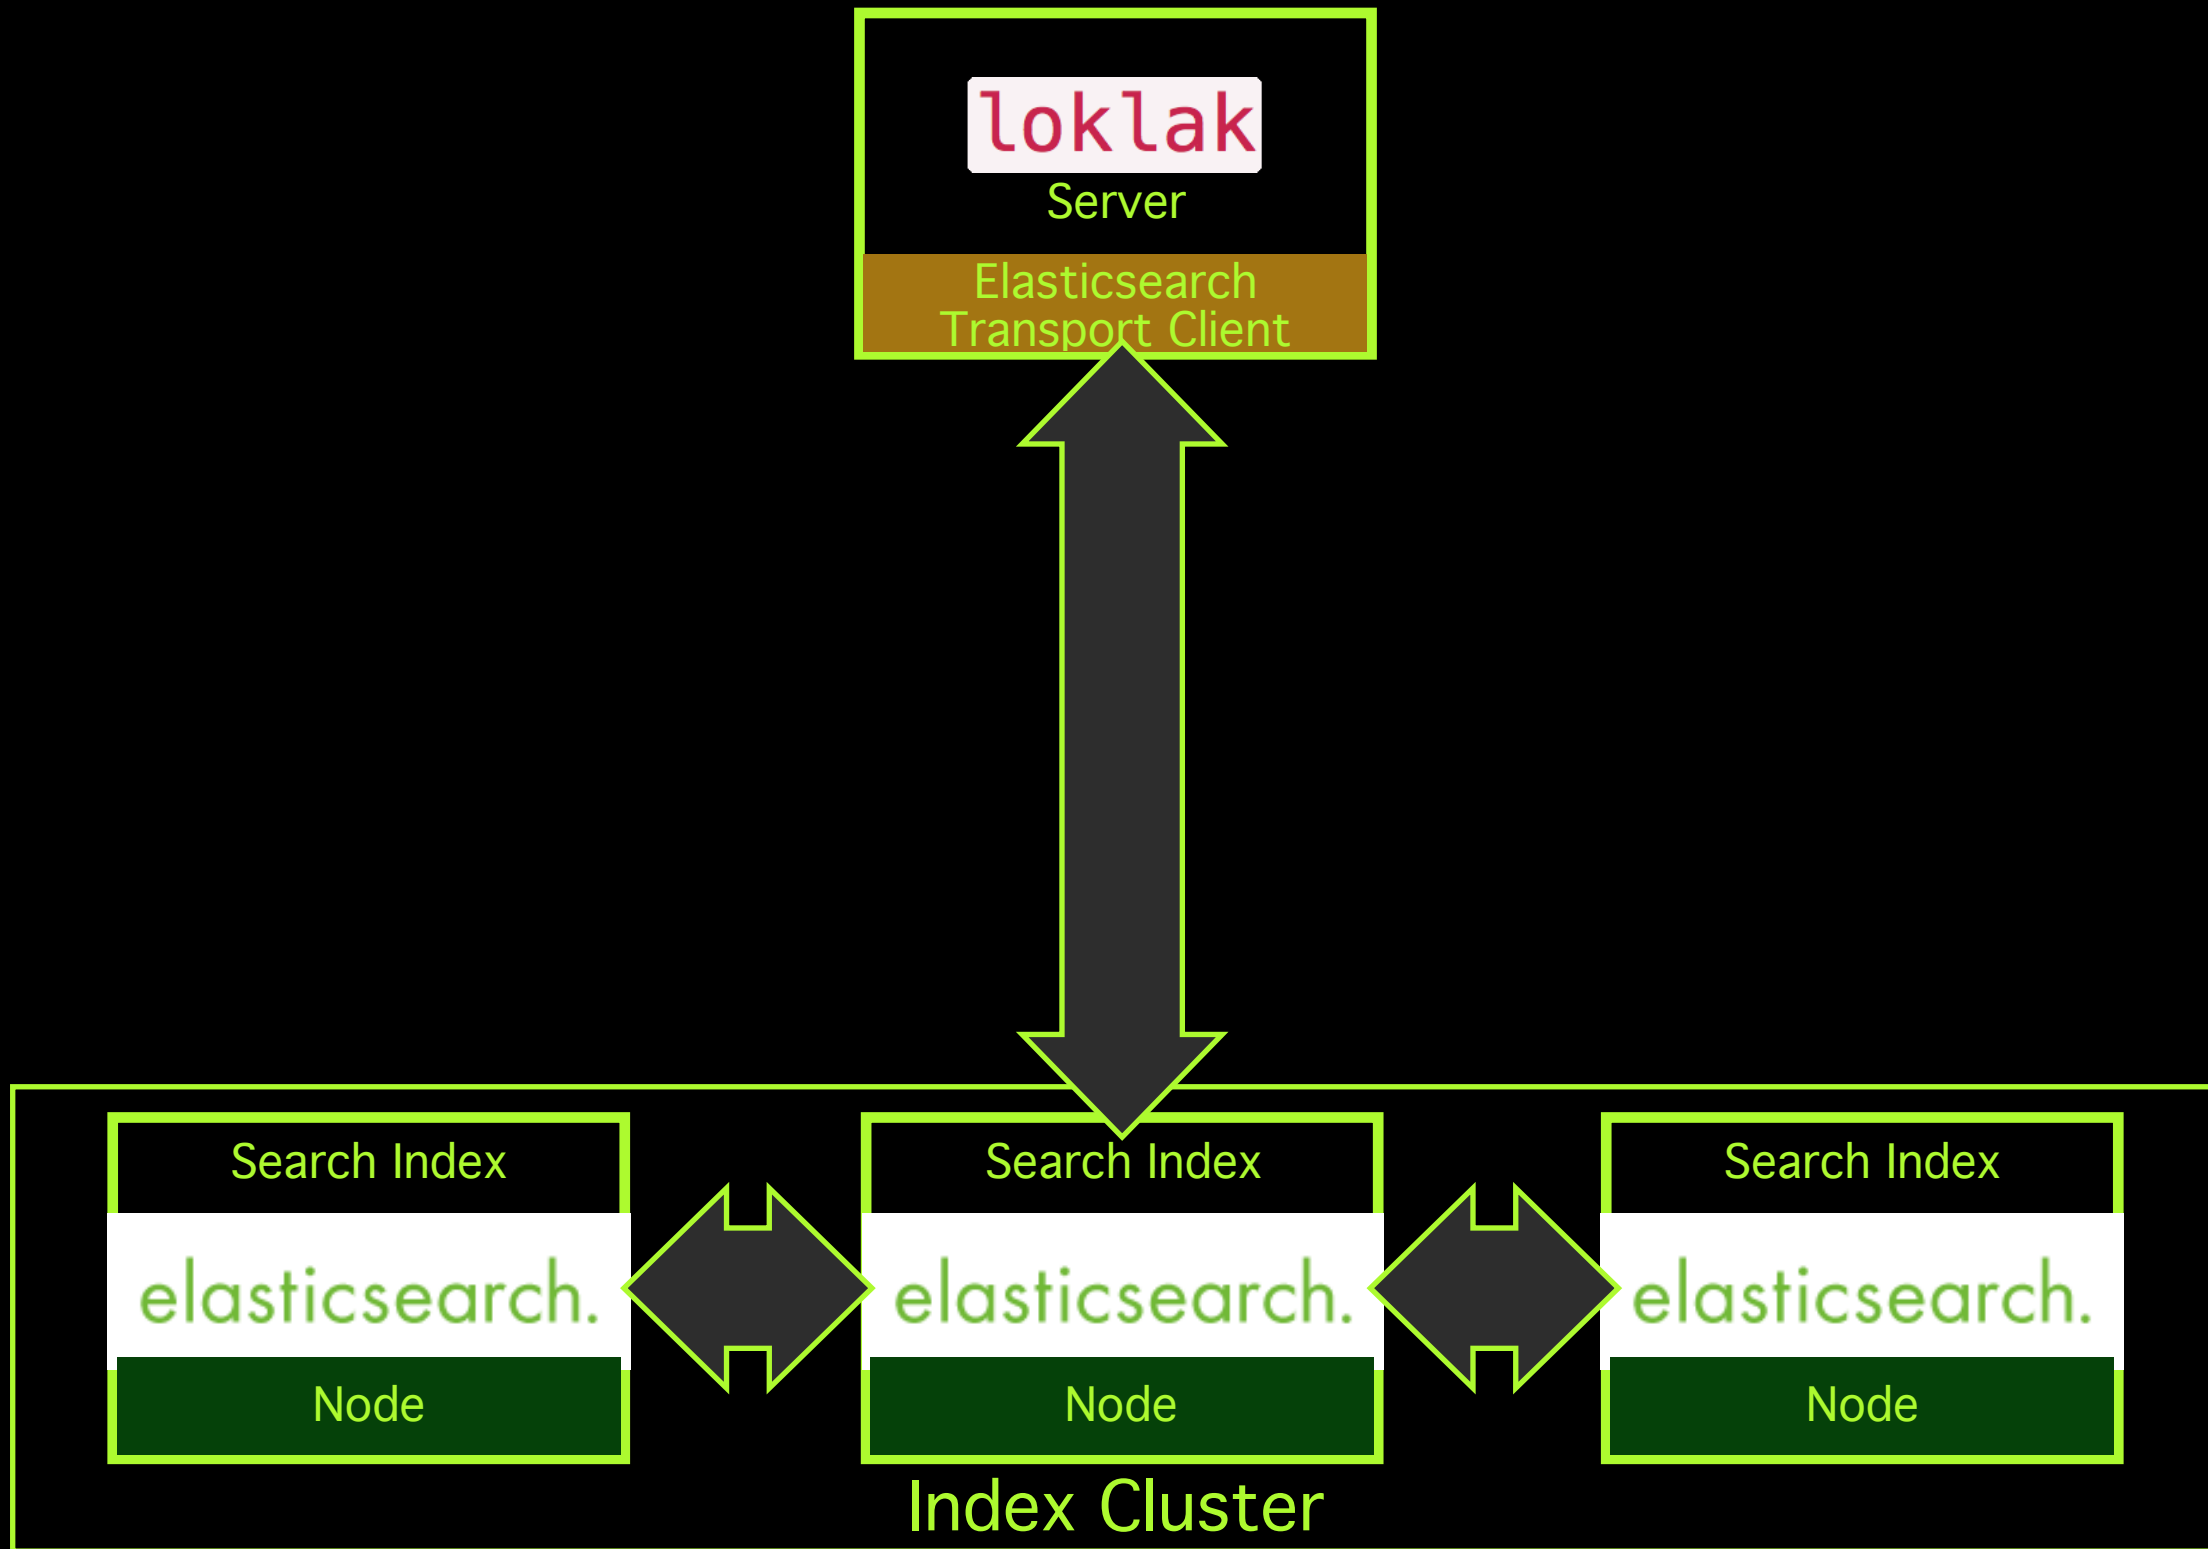 loklak
Server
Elasticsearch
Transport Client
Search Index
elasticsearch.
Node
Search Index
elasticsearch.
Node
Search Index
elasticsearch.
Node
Index Cluster